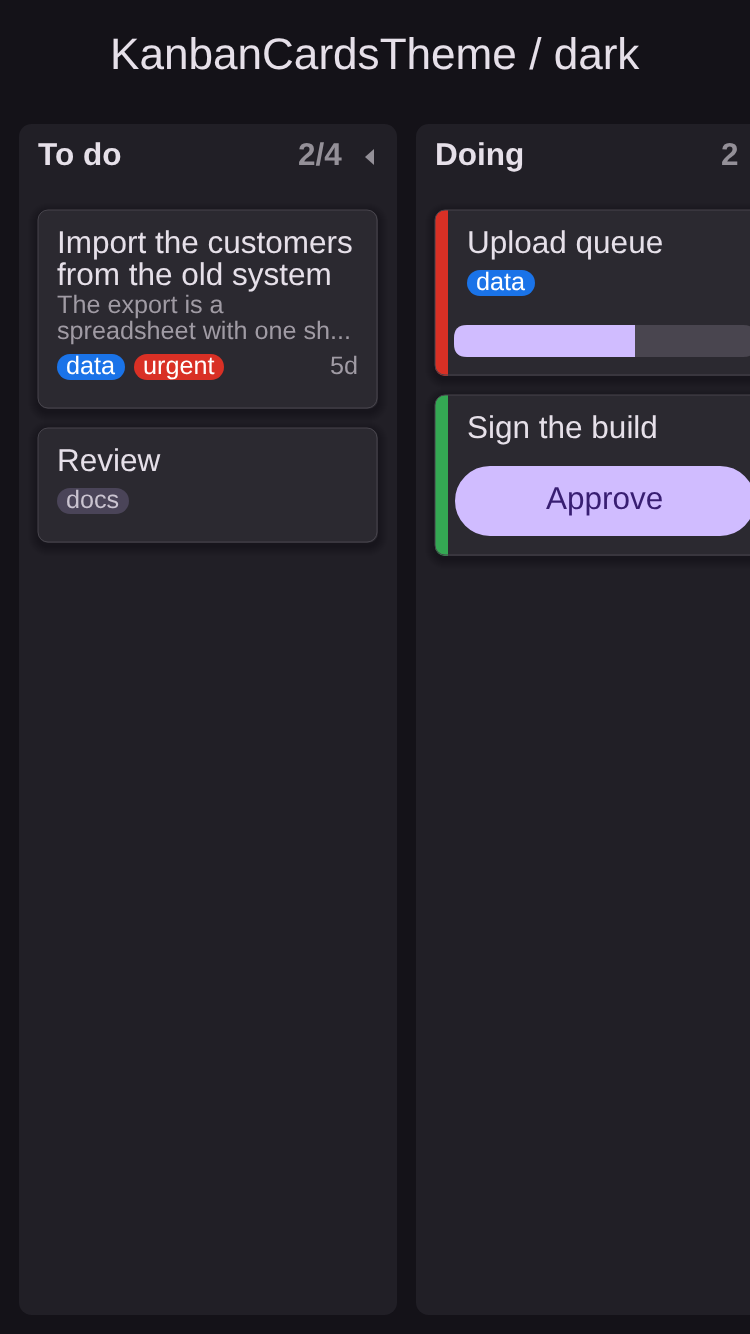 KanbanCardsTheme / dark
To do 2/4
Import the customers
from the old system
The export is a
spreadsheet with one sh...
data urgent 5d
Review
docs
Doing 2
Upload queue
data
Sign the build
Approve